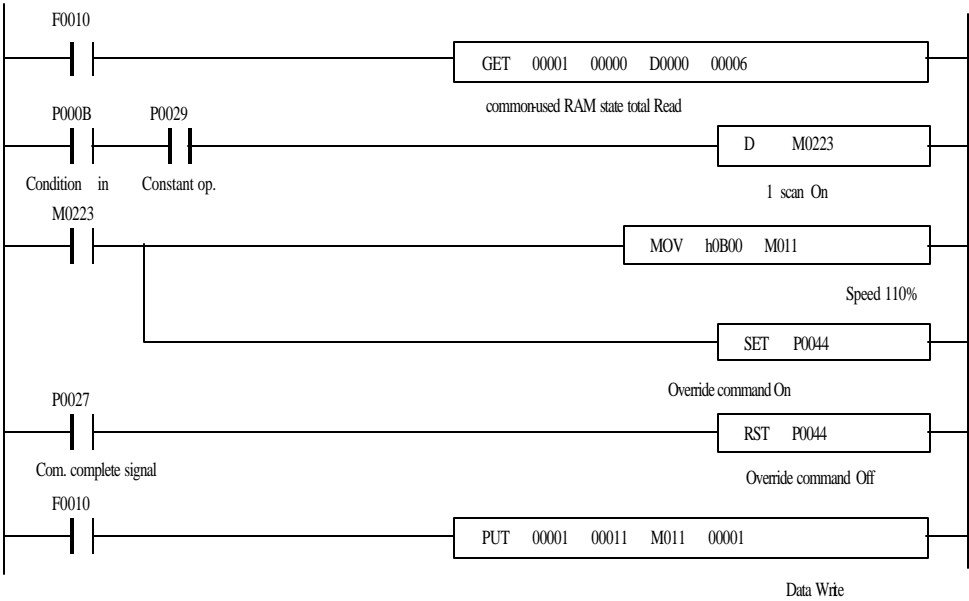 F0010
GET 00001 00000 D0000 00006
common-used RAM state total Read
P000B P0029
D M0223
Condition in Constant op.
1 scan On
M0223
MOV h0B00 M011
Speed 110%
SET P0044
Override command On
P0027
RST P0044
Com. complete signal
Override command Off
F0010
PUT 00001 00011 M011 00001
Data Write